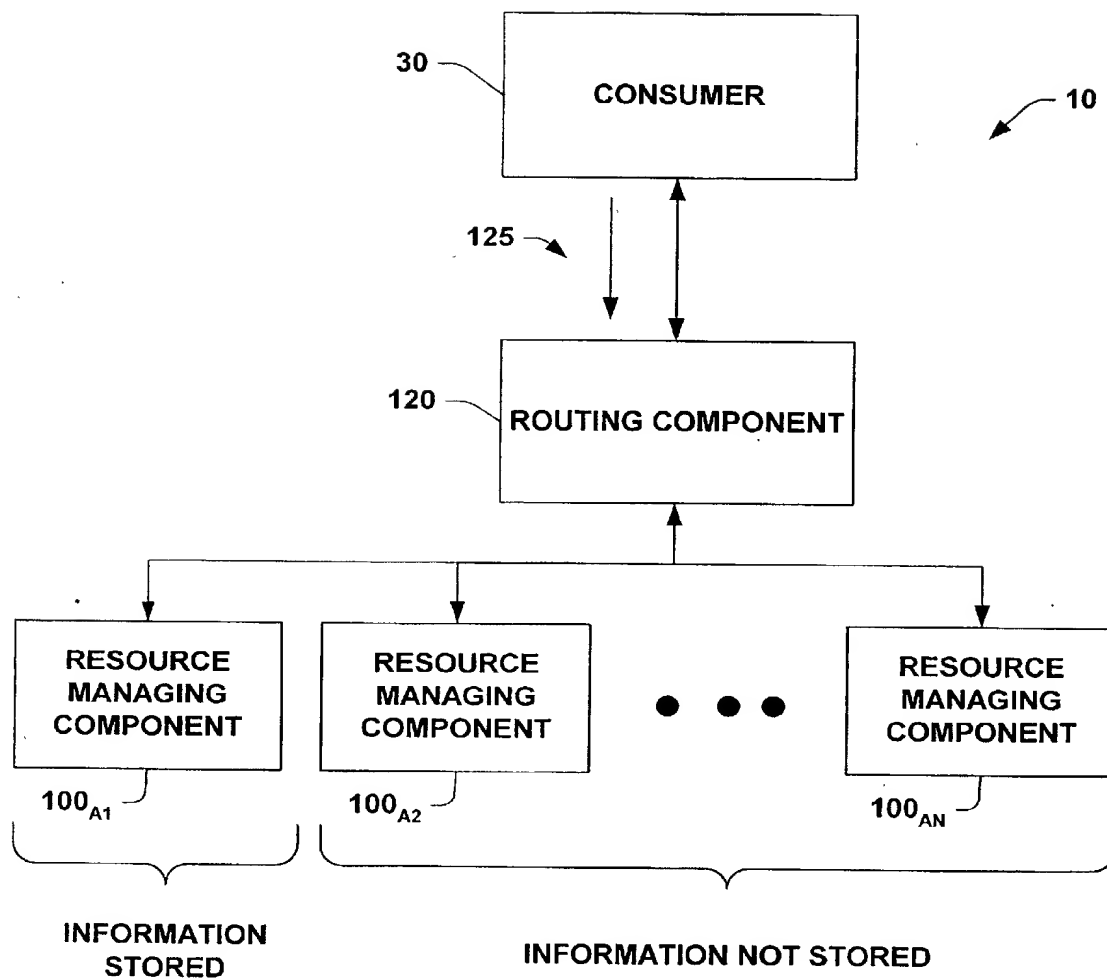 30
CONSUMER
10
125
120
ROUTING COMPONENT
RESOURCE
MANAGING
COMPONENT
RESOURCE
MANAGING
COMPONENT
RESOURCE
MANAGING
COMPONENT
100A1
100A2
100AN
INFORMATION
STORED
INFORMATION NOT STORED